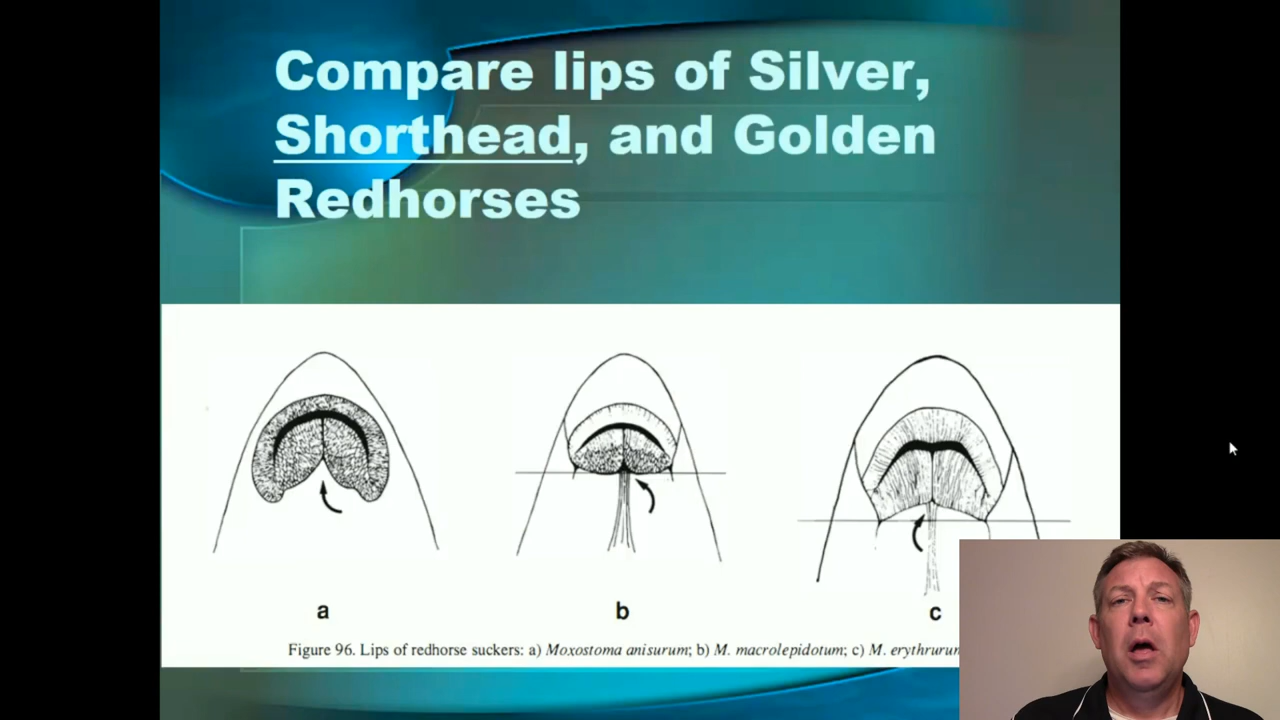 Compare lips of Silver,
Shorthead, and Golden
Redhorses
a
b
c
Figure 96. Lips of redhorse suckers: a) Moxostoma anisurum; b) M. macrolepidotum; c) M. erythrurum